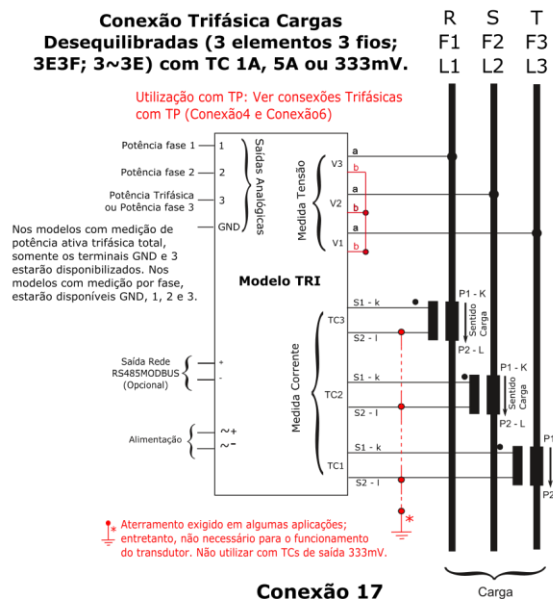 Conexão Trifásica Cargas
Desequilibradas (3 elementos 3 fios;
3E3F; 3~3E) com TC 1A, 5A ou 333mV.
R S T
F1 F2 F3
L1 L2 L3
Utilização com TP: Ver consexões Trifásicas
com TP (Conexão4 e Conexão6)
Potência fase 1
1
Potência fase 2
2
Potência Trifásica
ou Potência fase 3
3
GND
Saídas Analógicas
Medida Tensão
V3
a
b
V2
a
b
V1
a
b
Nos modelos com medição de
potência ativa trifásica total,
somente os terminais GND e 3
estarão disponibilizados. Nos
modelos com medição por fase,
estarão disponíveis GND, 1, 2 e 3.
Modelo TRI
Medida Corrente
TC3
S1 - k
S2 - l
P1 - K
Sentido
Carga
P2 - L
Saída Rede
RS485MODBUS
(Opcional)
+
-
TC2
S1 - k
S2 - l
P1 - K
Sentido
Carga
P2 - L
Alimentação
~+
~-
TC1
S1 - k
S2 - l
P1
P2
*
* Aterramento exigido em algumas aplicações;
entretanto, não necessário para o funcionamento
do transdutor. Não utilizar com TCs de saída 333mV.
Conexão 17
Carga